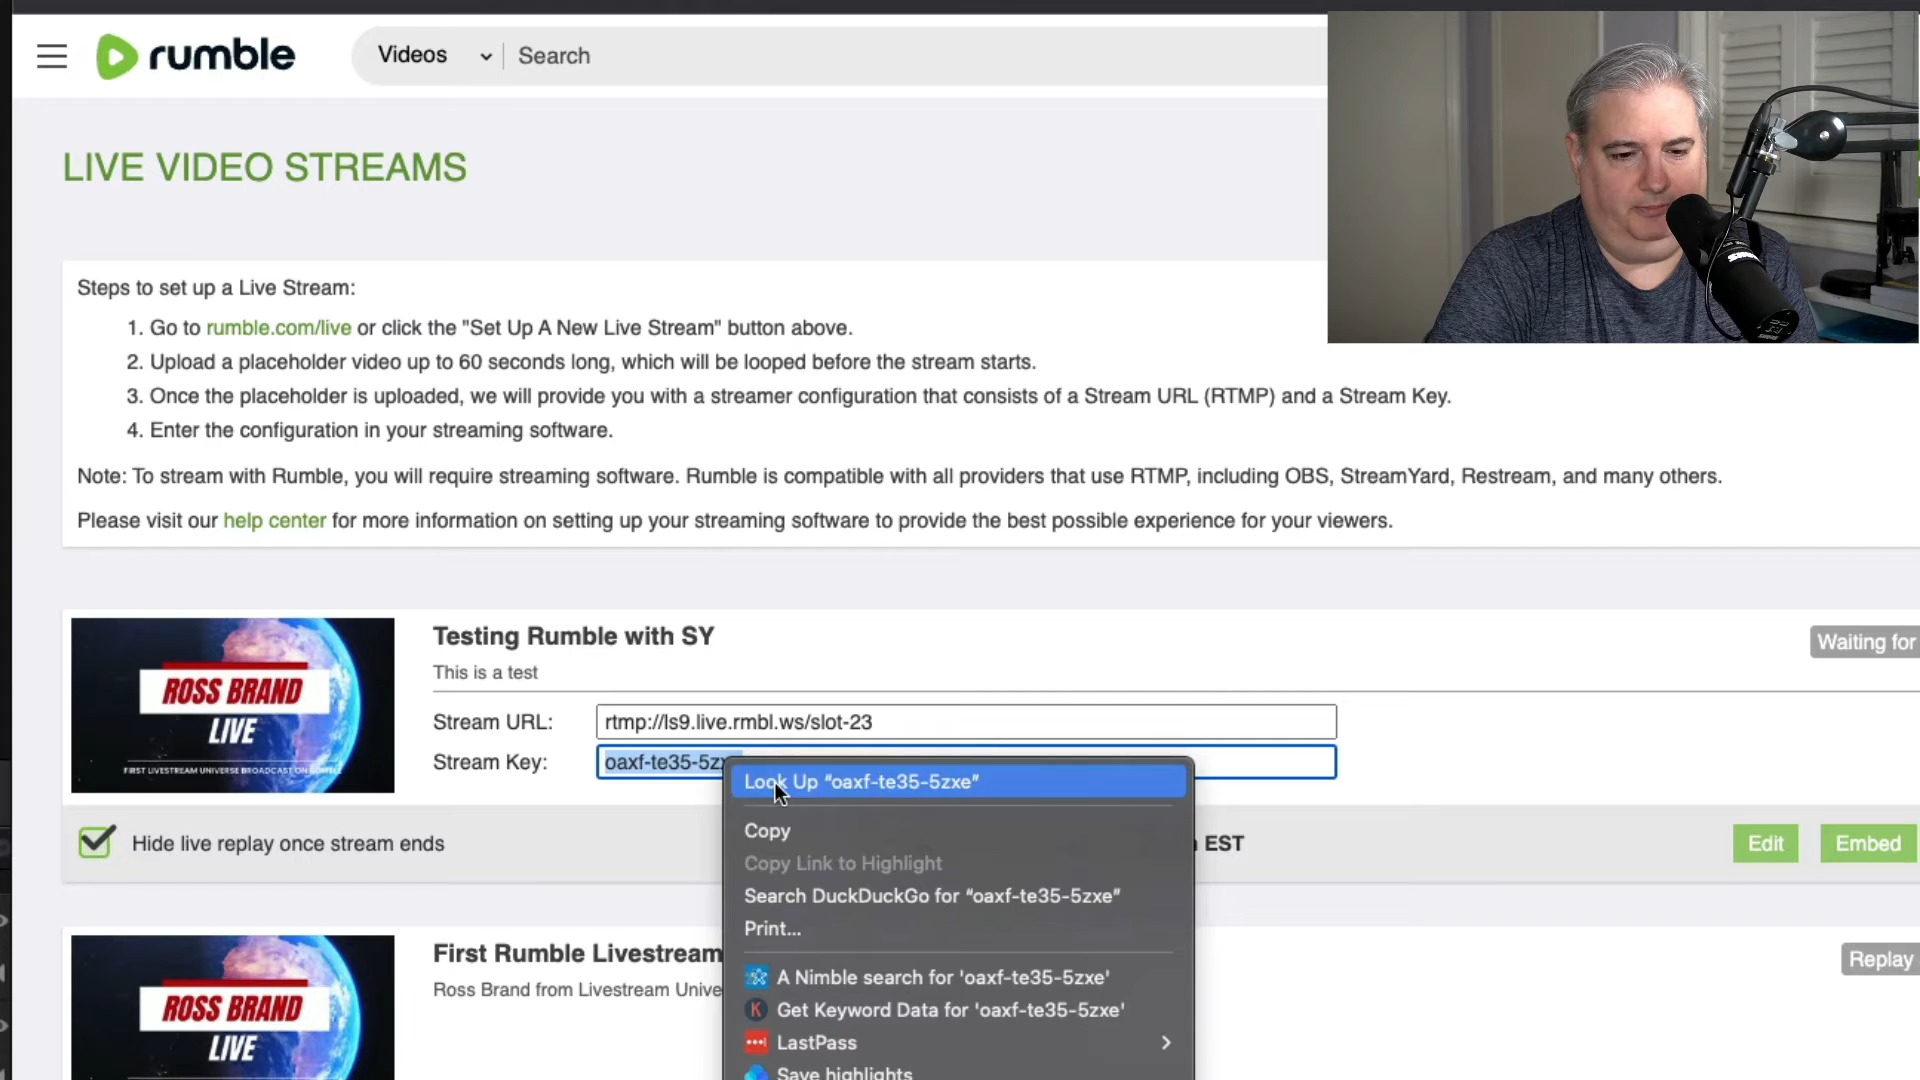 rumble
Videos
Search
LIVE VIDEO STREAMS
Steps to set up a Live Stream:
1. Go to rumble.com/live or click the "Set Up A New Live Stream" button above.
2. Upload a placeholder video up to 60 seconds long, which will be looped before the stream starts.
3. Once the placeholder is uploaded, we will provide you with a streamer configuration that consists of a Stream URL (RTMP) and a Stream Key.
4. Enter the configuration in your streaming software.
Note: To stream with Rumble, you will require streaming software. Rumble is compatible with all providers that use RTMP, including OBS, StreamYard, Restream, and many others.
Please visit our help center for more information on setting up your streaming software to provide the best possible experience for your viewers.
ROSS BRAND
LIVE
FIRST LIVESTREAM UNIVERSE BROADCAST ON RUMBLE
Testing Rumble with SY
Waiting for
This is a test
Stream URL: rtmp://ls9.live.rmbl.ws/slot-23
Stream Key: oaxf-te35-5zx
Look Up “oaxf-te35-5zxe”
Copy
Copy Link to Highlight
Search DuckDuckGo for “oaxf-te35-5zxe”
Print...
A Nimble search for 'oaxf-te35-5zxe'
Get Keyword Data for 'oaxf-te35-5zxe'
LastPass
Save highlights
Hide live replay once stream ends
EST
Edit
Embed
ROSS BRAND
LIVE
First Rumble Livestream
Replay
Ross Brand from Livestream Unive